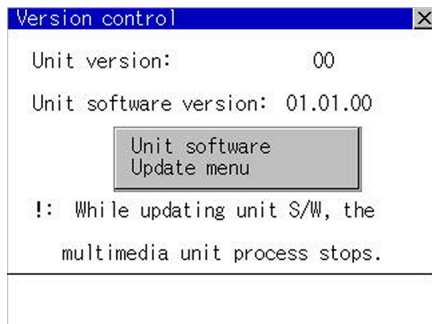 Version control
Unit version: 00
Unit software version: 01.01.00
Unit software
Update menu
!: While updating unit S/W, the
multimedia unit process stops.